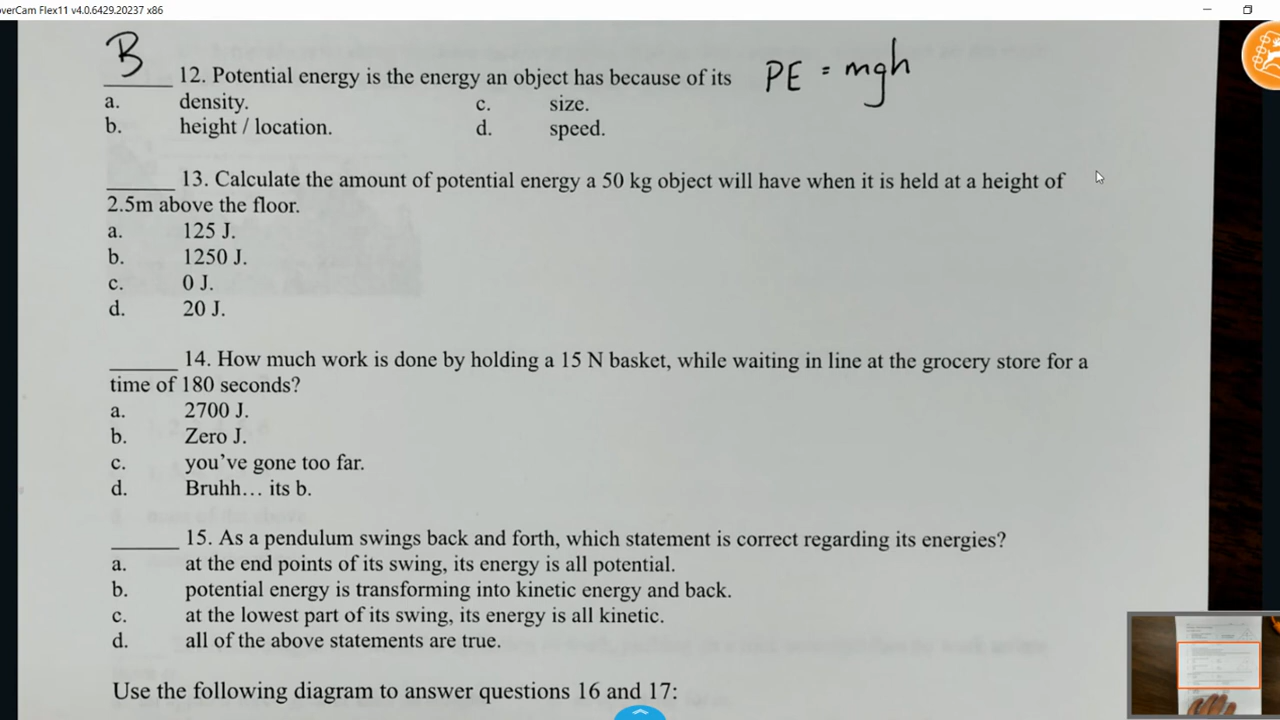 overCam Flex11 v4.0.6429.20237 x86
B
12. Potential energy is the energy an object has because of its PE = mgh
a. density. c. size.
b. height / location. d. speed.
13. Calculate the amount of potential energy a 50 kg object will have when it is held at a height of
2.5m above the floor.
a. 125 J.
b. 1250 J.
c. 0 J.
d. 20 J.
14. How much work is done by holding a 15 N basket, while waiting in line at the grocery store for a
time of 180 seconds?
a. 2700 J.
b. Zero J.
c. you’ve gone too far.
d. Bruhh… its b.
15. As a pendulum swings back and forth, which statement is correct regarding its energies?
a. at the end points of its swing, its energy is all potential.
b. potential energy is transforming into kinetic energy and back.
c. at the lowest part of its swing, its energy is all kinetic.
d. all of the above statements are true.
Use the following diagram to answer questions 16 and 17: